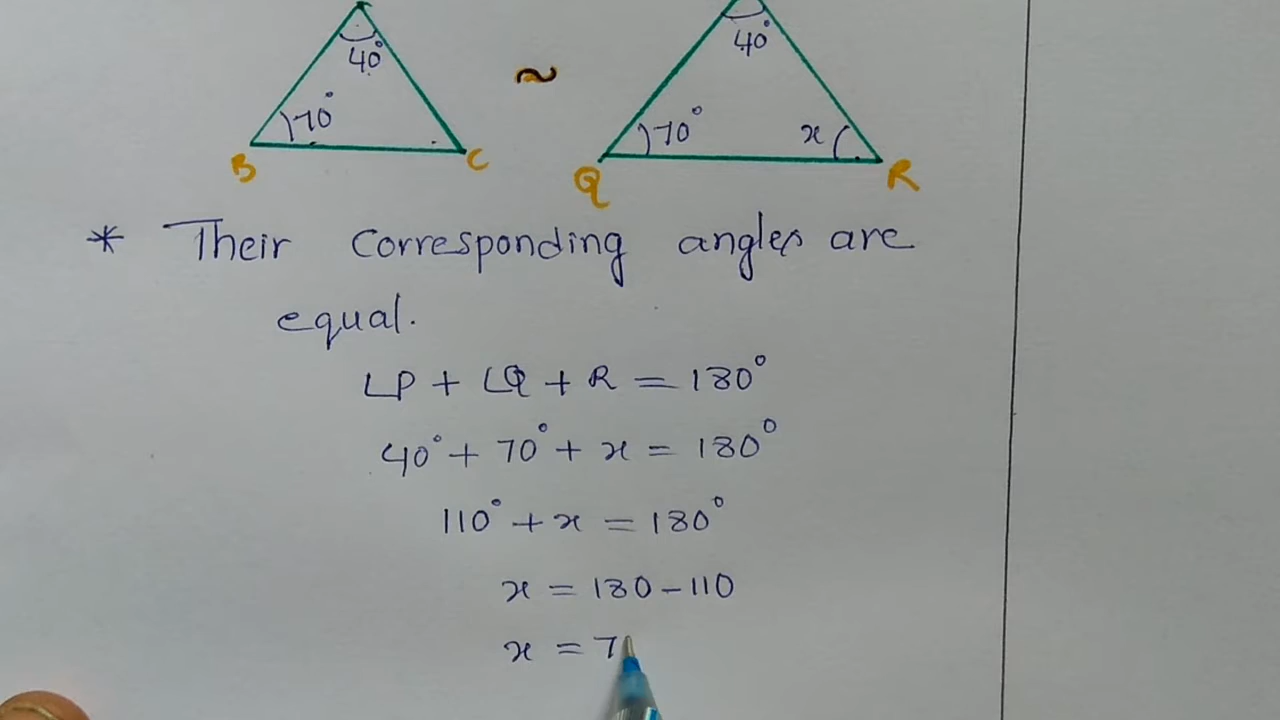 40° 40°
~
70° 70° x
B C Q R
* Their corresponding angles are
equal.
∠P + ∠Q + R = 180°
40° + 70° + x = 180°
110° + x = 180°
x = 180 - 110
x = 7